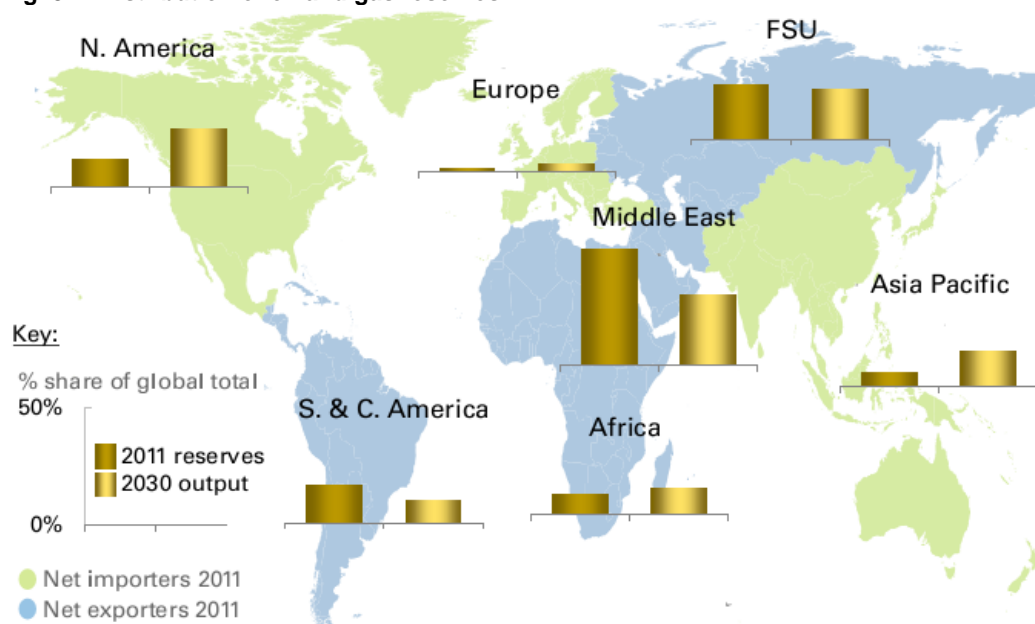 N. America
FSU
Europe
Middle East
Asia Pacific
Key:
% share of global total
50%
S. & C. America
Africa
2011 reserves
2030 output
0%
Net importers 2011
Net exporters 2011